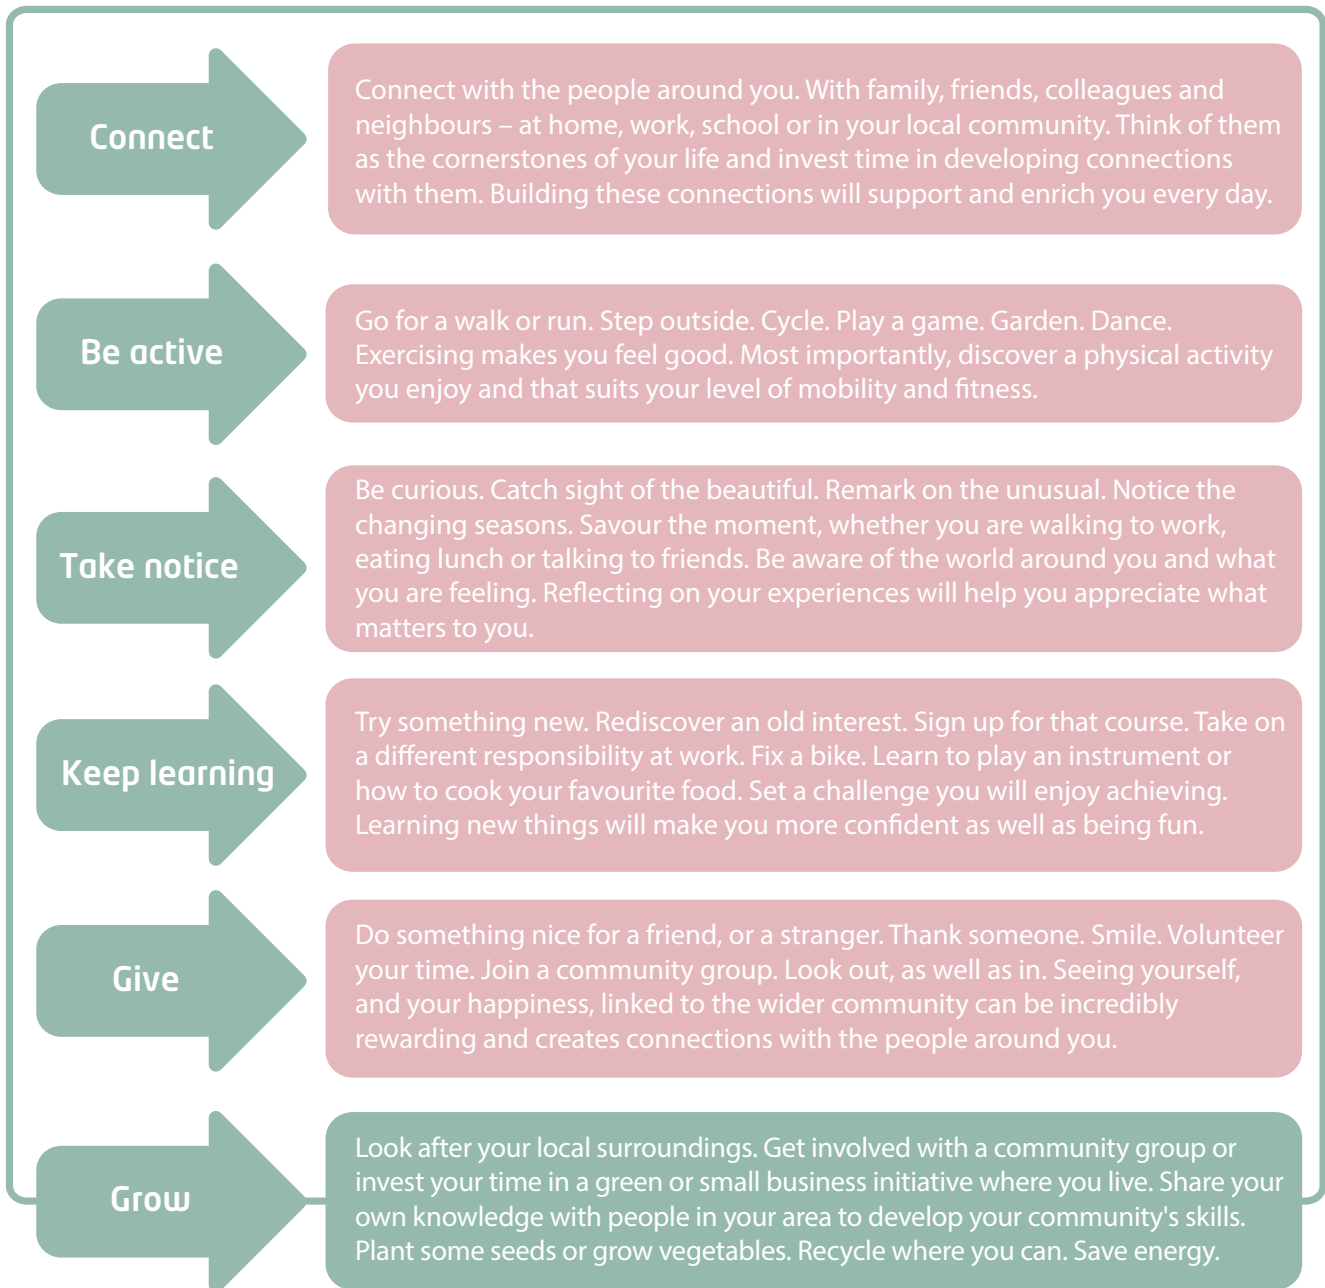 Connect
Connect with the people around you. With family, friends, colleagues and
neighbours – at home, work, school or in your local community. Think of them
as the cornerstones of your life and invest time in developing connections
with them. Building these connections will support and enrich you every day.
Be active
Go for a walk or run. Step outside. Cycle. Play a game. Garden. Dance.
Exercising makes you feel good. Most importantly, discover a physical activity
you enjoy and that suits your level of mobility and fitness.
Take notice
Be curious. Catch sight of the beautiful. Remark on the unusual. Notice the
changing seasons. Savour the moment, whether you are walking to work,
eating lunch or talking to friends. Be aware of the world around you and what
you are feeling. Reflecting on your experiences will help you appreciate what
matters to you.
Keep learning
Try something new. Rediscover an old interest. Sign up for that course. Take on
a different responsibility at work. Fix a bike. Learn to play an instrument or
how to cook your favourite food. Set a challenge you will enjoy achieving.
Learning new things will make you more confident as well as being fun.
Give
Do something nice for a friend, or a stranger. Thank someone. Smile. Volunteer
your time. Join a community group. Look out, as well as in. Seeing yourself,
and your happiness, linked to the wider community can be incredibly
rewarding and creates connections with the people around you.
Grow
Look after your local surroundings. Get involved with a community group or
invest your time in a green or small business initiative where you live. Share your
own knowledge with people in your area to develop your community's skills.
Plant some seeds or grow vegetables. Recycle where you can. Save energy.